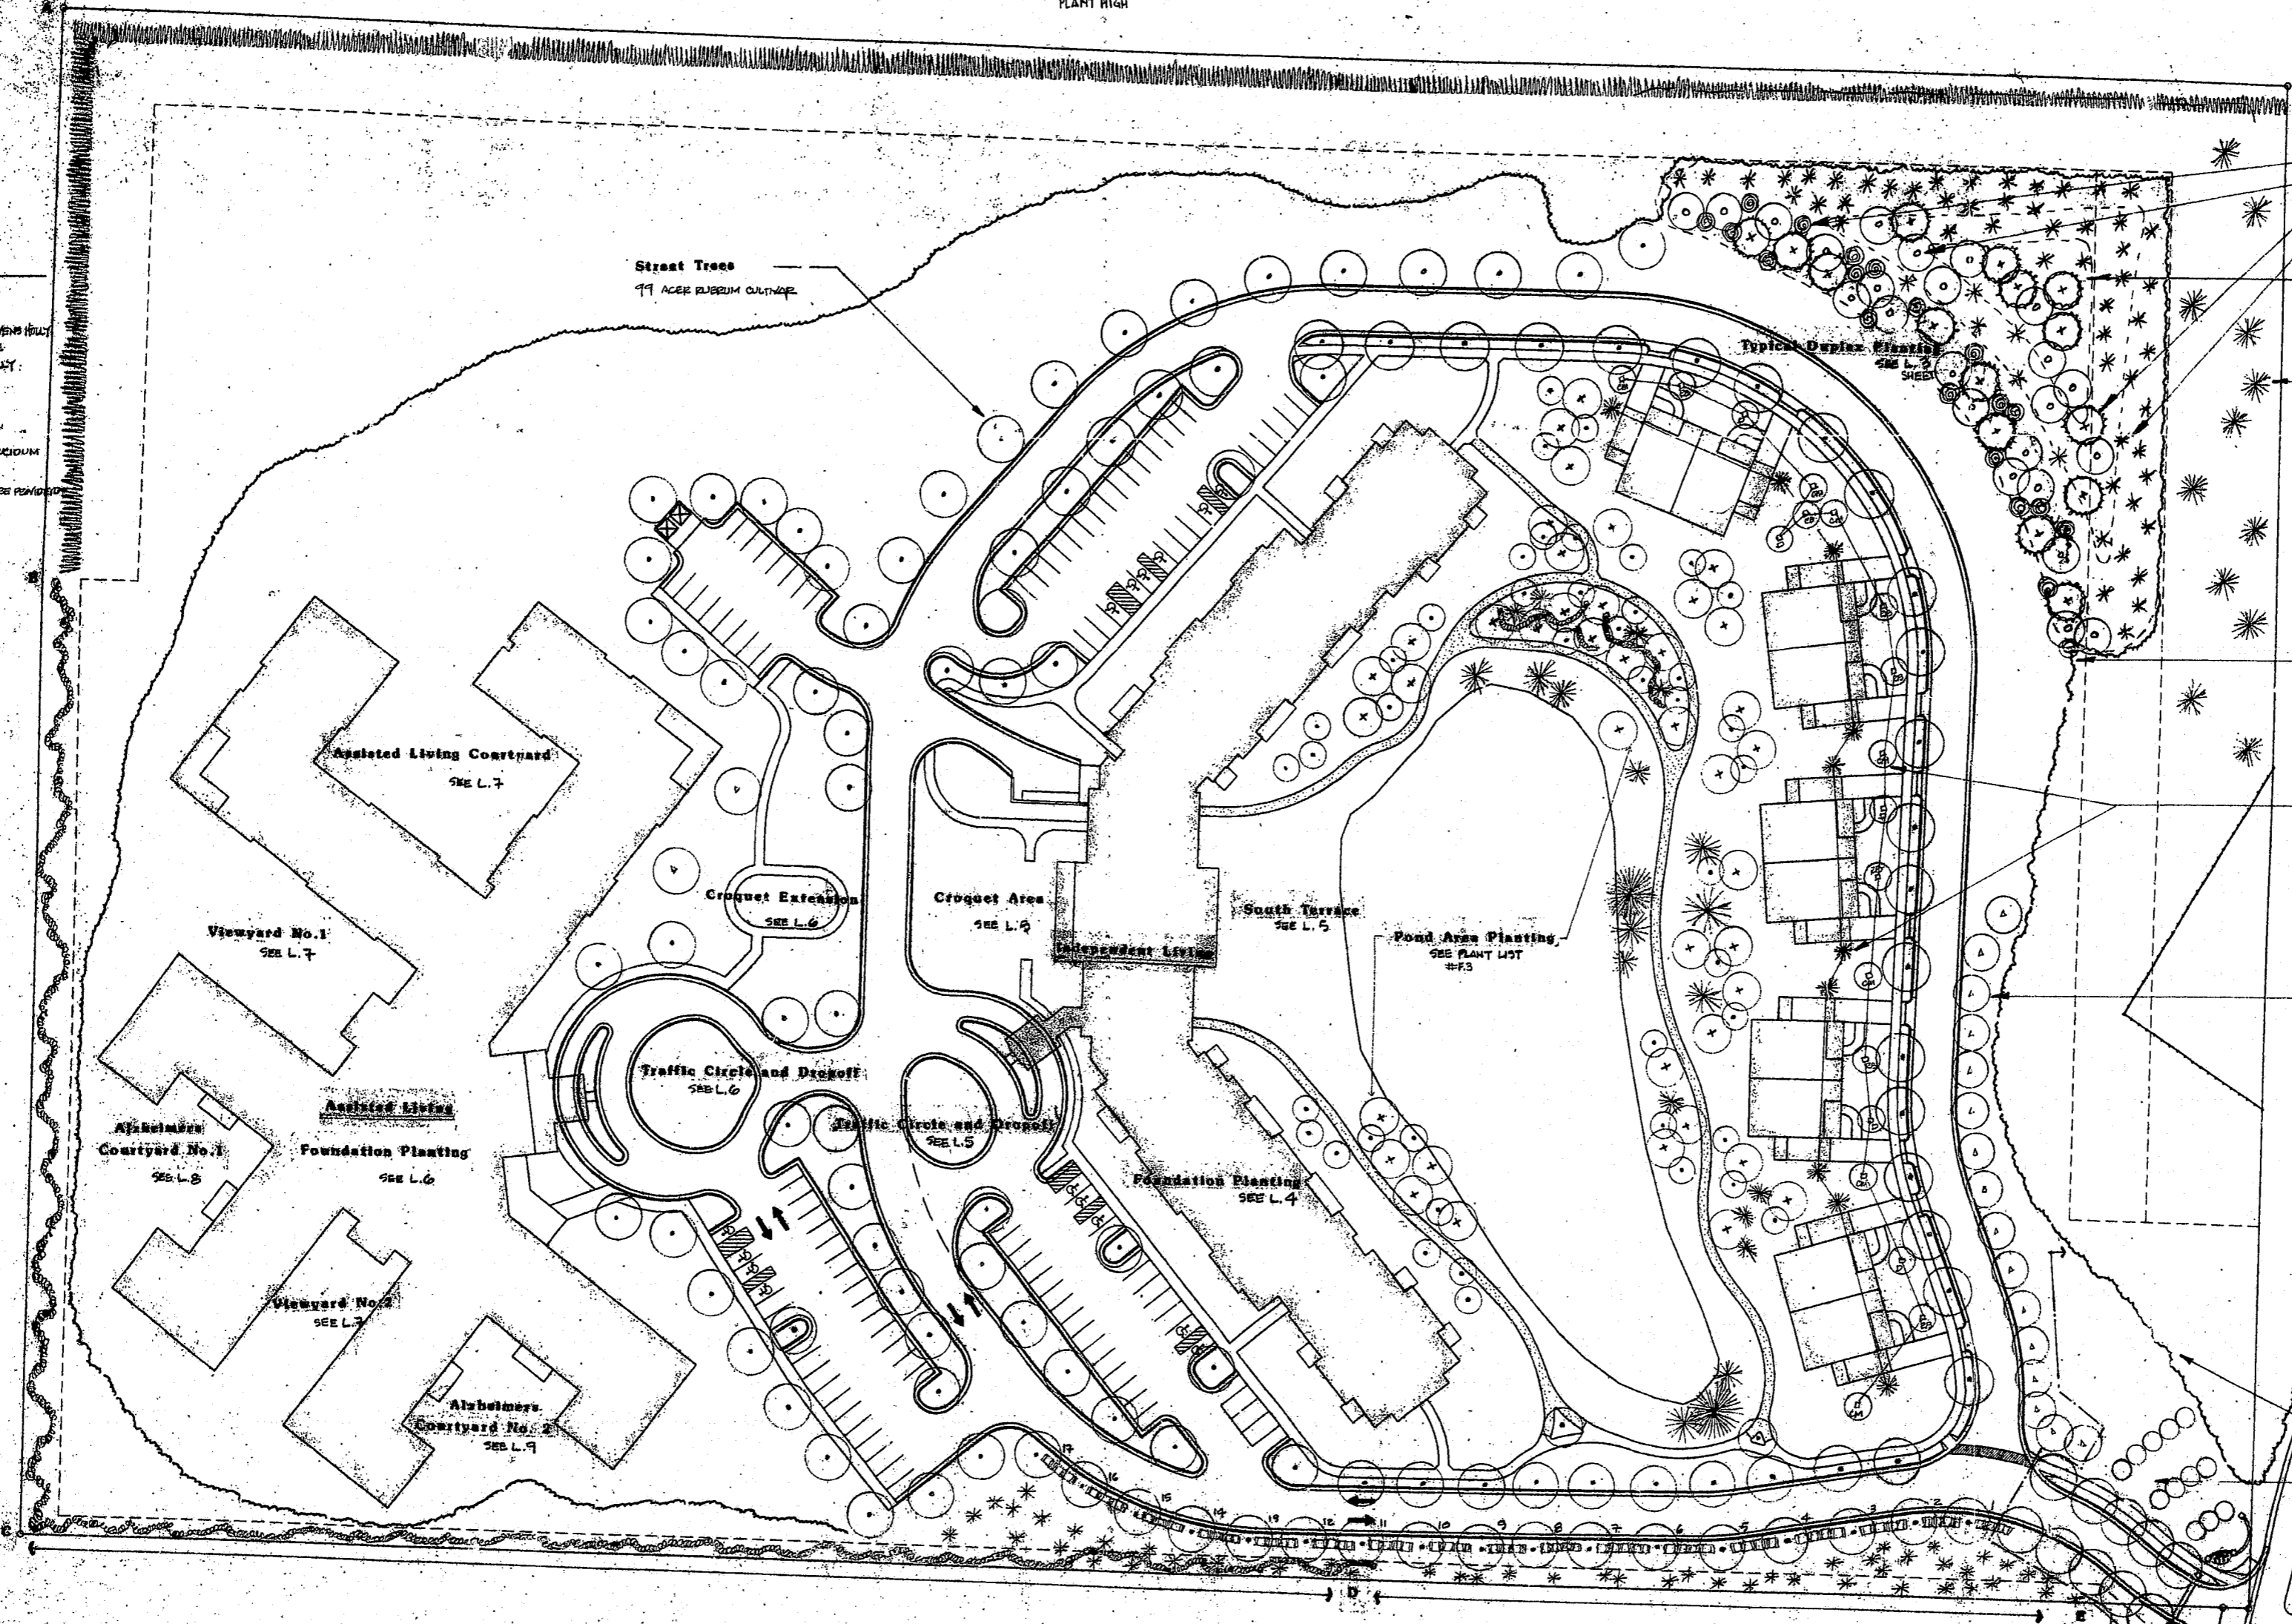 PLANT HIGH
A
Street Trees
99 ACER RUBRUM CULTIVAR
Typical Duplex Planting
SEE L.3
SHEET
B
Assisted Living Courtyard
SEE L.7
Croquet Extension
SEE L.6
Croquet Area
SEE L.5
South Terrace
SEE L.5
Independent Living
Pond Area Planting
SEE PLANT LIST
#F.3
Viewyard No.1
SEE L.7
Traffic Circle and Dropoff
SEE L.6
Traffic Circle and Dropoff
SEE L.5
Assisted Living
Alzheimers
Courtyard No.1
SEE L.8
Foundation Planting
SEE L.6
Foundation Planting
SEE L.4
Viewyard No.2
SEE L.7
Alzheimers
Courtyard No. 2
SEE L.9
17
16
15
14
13
12
11
10
9
8
7
6
5
4
3
2
1
C
D
E